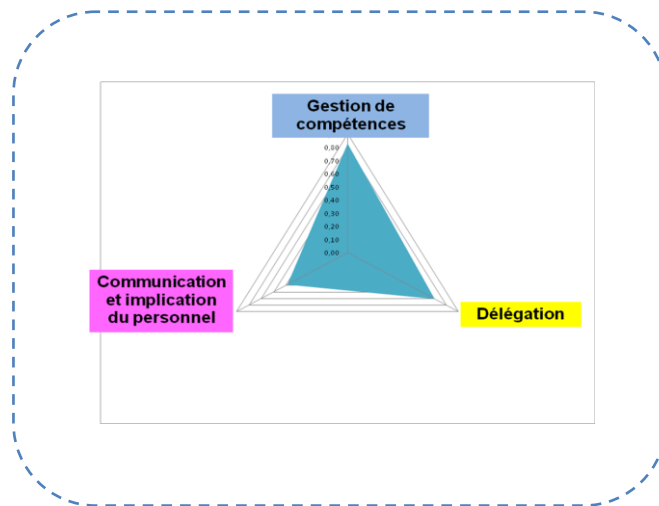 Gestion de
compétences
0,80
0,70
0,60
0,50
0,40
0,30
0,20
0,10
0,00
Communication
et implication
du personnel
Délégation